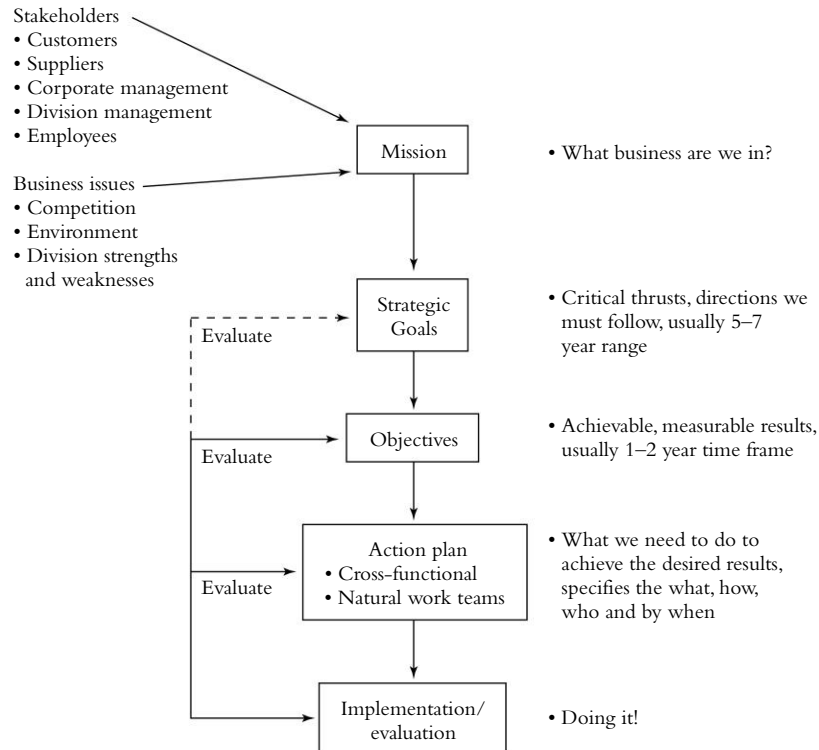 Stakeholders
• Customers
• Suppliers
• Corporate management
• Division management
• Employees
Mission
• What business are we in?
Business issues
• Competition
• Environment
• Division strengths
and weaknesses
Strategic
Goals
• Critical thrusts, directions we
must follow, usually 5–7
year range
Evaluate
Objectives
• Achievable, measurable results,
usually 1–2 year time frame
Evaluate
Action plan
• Cross-functional
• Natural work teams
• What we need to do to
achieve the desired results,
specifies the what, how,
who and by when
Evaluate
Implementation/
evaluation
• Doing it!